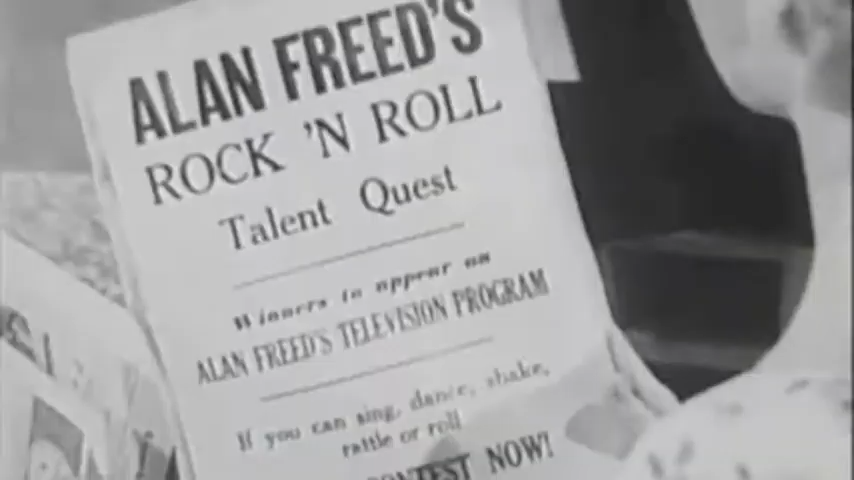 ALAN FREED'S
ROCK 'N ROLL
Talent Quest
Winners to appear on
ALAN FREED'S TELEVISION PROGRAM
If you can sing, dance, shake,
rattle or roll
CONTEST NOW!